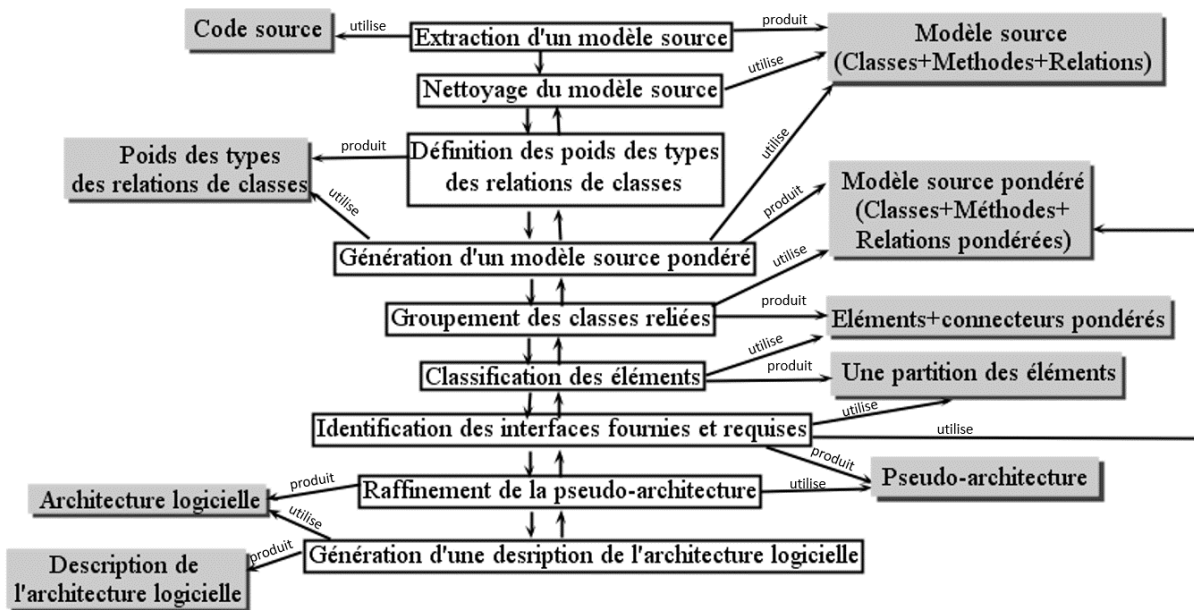 Code source
utilise
Extraction d'un modèle source
produit
Modèle source
(Classes+Methodes+Relations)
Nettoyage du modèle source
utilise
Poids des types
des relations de classes
produit
Définition des poids des types
des relations de classes
utilise
utilise
produit
Modèle source pondéré
(Classes+Méthodes+
Relations pondérées)
Génération d'un modèle source pondéré
utilise
Groupement des classes reliées
produit
Eléments+connecteurs pondérés
utilise
Classification des éléments
produit
Une partition des éléments
Identification des interfaces fournies et requises
utilise
utilise
produit
Architecture logicielle
produit
Raffinement de la pseudo-architecture
utilise
Pseudo-architecture
utilise
Génération d'une desription de l'architecture logicielle
produit
Description de
l'architecture logicielle